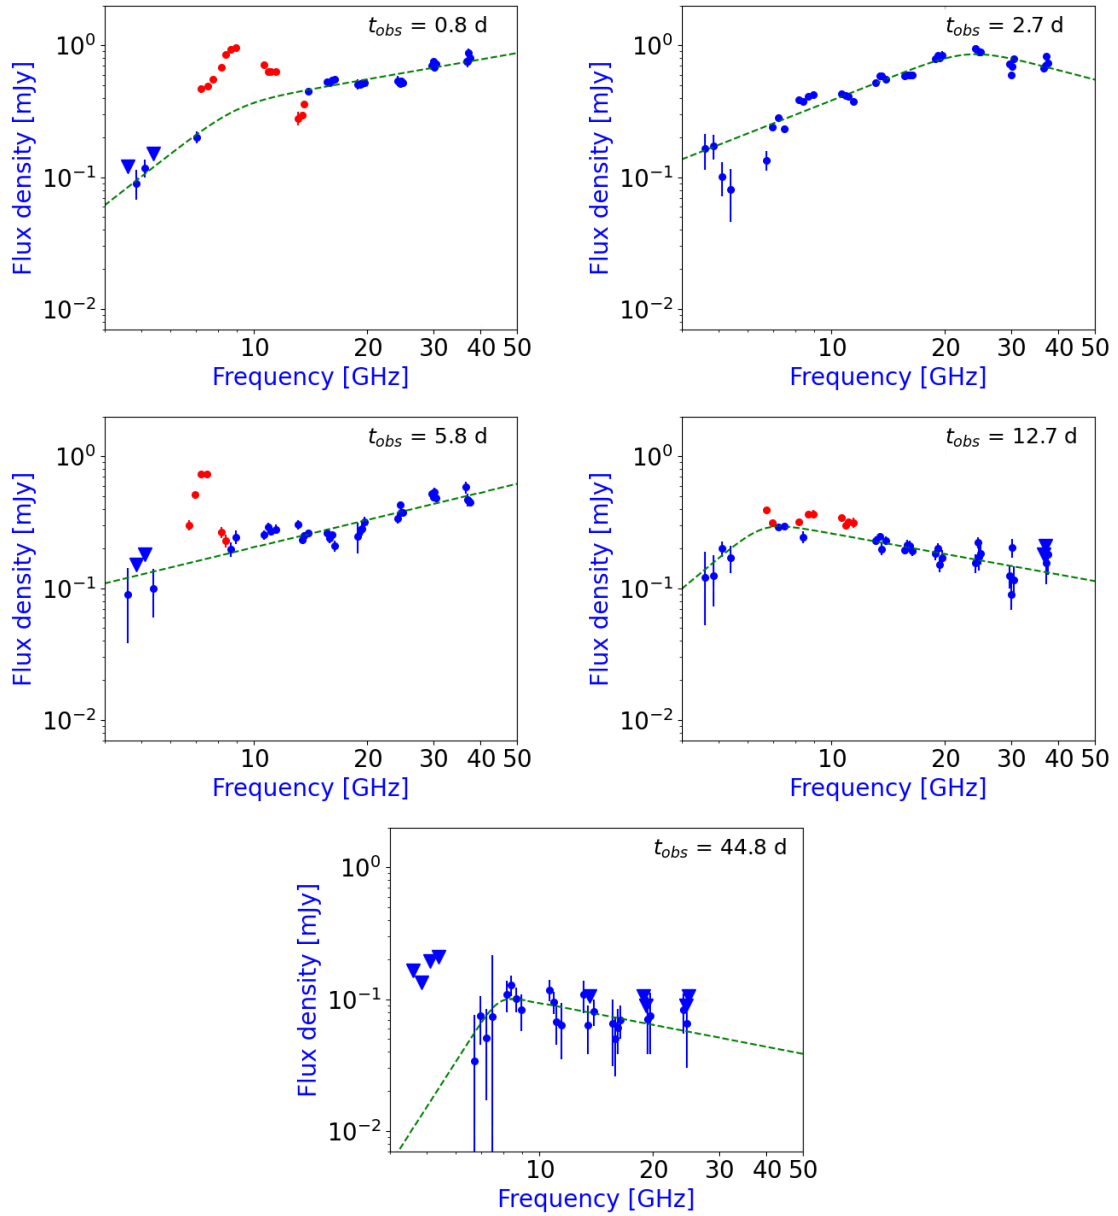 t_obs = 0.8 d
10^0
10^-1
10^-2
Flux density [mJy]
10 20 30 40 50
Frequency [GHz]
t_obs = 2.7 d
10^0
10^-1
10^-2
Flux density [mJy]
10 20 30 40 50
Frequency [GHz]
t_obs = 5.8 d
10^0
10^-1
10^-2
Flux density [mJy]
10 20 30 40 50
Frequency [GHz]
t_obs = 12.7 d
10^0
10^-1
10^-2
Flux density [mJy]
10 20 30 40 50
Frequency [GHz]
t_obs = 44.8 d
10^0
10^-1
10^-2
Flux density [mJy]
10 20 30 40 50
Frequency [GHz]